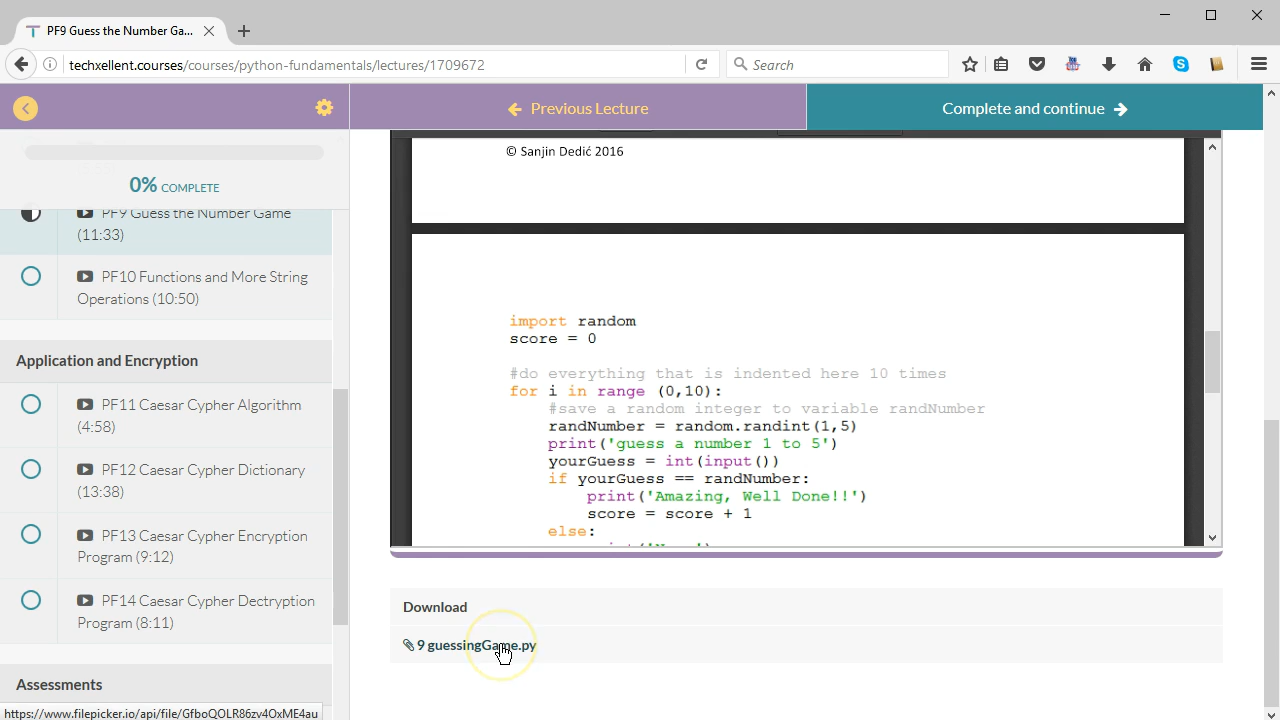 PF9 Guess the Number Ga...
techxellent.courses/courses/python-fundamentals/lectures/1709672
Search
Previous Lecture
Complete and continue
0% COMPLETE
PF9 Guess the Number Game
(11:33)
PF10 Functions and More String
Operations (10:50)
Application and Encryption
PF11 Caesar Cypher Algorithm
(4:58)
PF12 Caesar Cypher Dictionary
(13:38)
PF13 Caesar Cypher Encryption
Program (9:12)
PF14 Caesar Cypher Dectryption
Program (8:11)
Assessments
https://www.filepicker.io/api/file/GfboQOLR86zv4OxME4au
© Sanjin Dedić 2016
import random
score = 0
#do everything that is indented here 10 times
for i in range (0,10):
#save a random integer to variable randNumber
randNumber = random.randint(1,5)
print('guess a number 1 to 5')
yourGuess = int(input())
if yourGuess == randNumber:
print('Amazing, Well Done!!')
score = score + 1
else:
Download
9 guessingGame.py